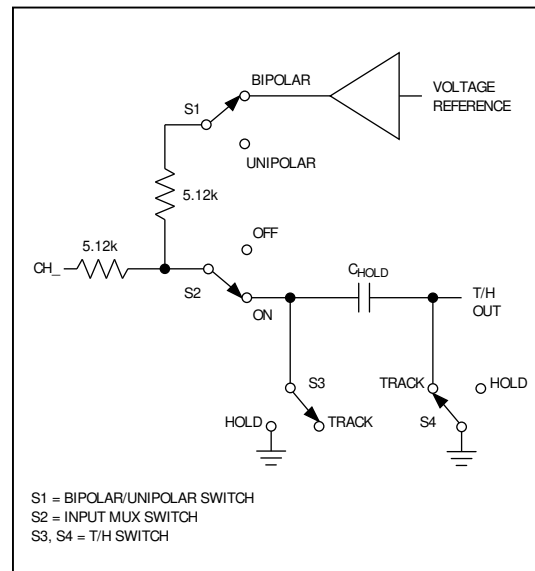 BIPOLAR
VOLTAGE
REFERENCE
S1
UNIPOLAR
5.12k
OFF
5.12k
CH_
S2
ON
CHOLD
T/H
OUT
S3
TRACK
HOLD
HOLD
TRACK
S4
S1 = BIPOLAR/UNIPOLAR SWITCH
S2 = INPUT MUX SWITCH
S3, S4 = T/H SWITCH